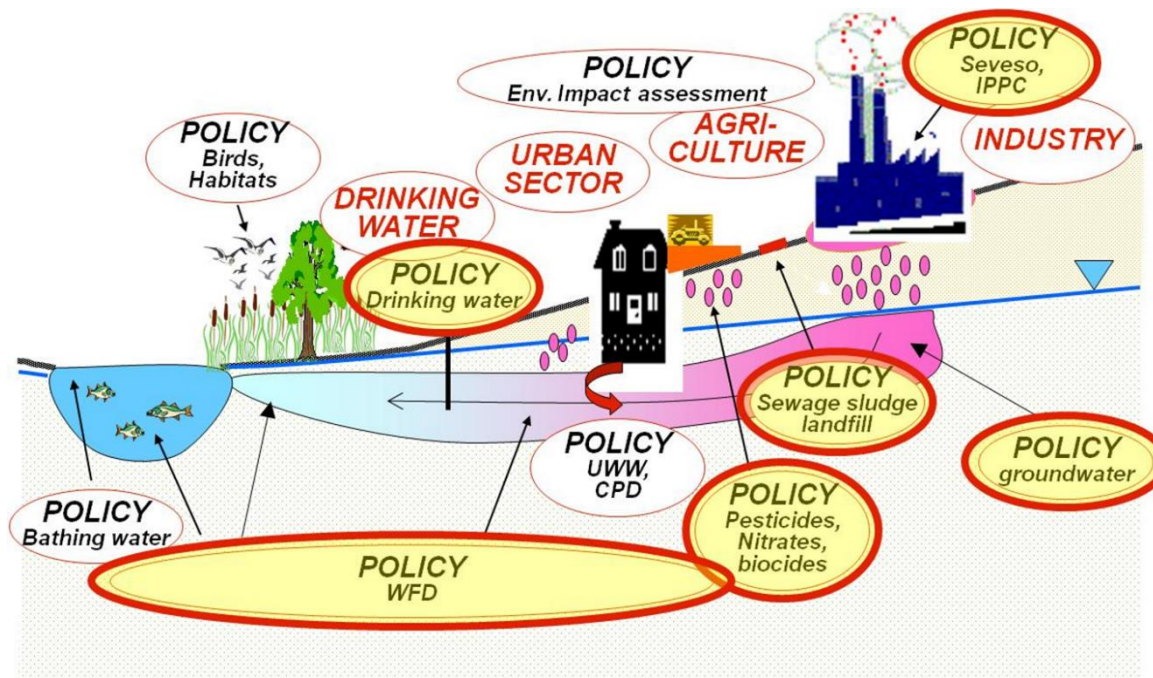 POLICY
Seveso,
IPPC
POLICY
Env. Impact assessment
AGRI-
CULTURE
INDUSTRY
POLICY
Birds,
Habitats
URBAN
SECTOR
DRINKING
WATER
POLICY
Drinking water
POLICY
Sewage sludge
landfill
POLICY
UWW,
CPD
POLICY
groundwater
POLICY
Pesticides,
Nitrates,
biocides
POLICY
Bathing water
POLICY
WFD